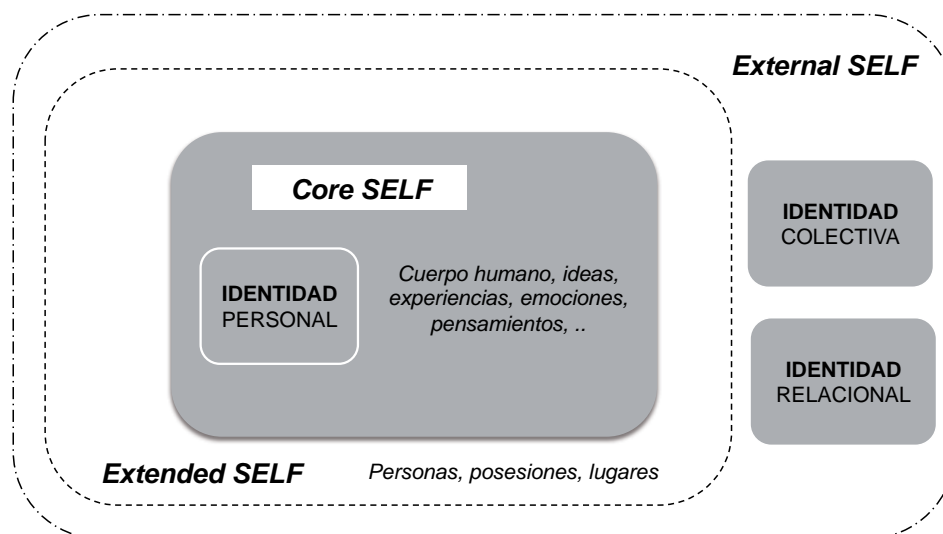 External SELF
Core SELF
IDENTIDAD
PERSONAL
Cuerpo humano, ideas,
experiencias, emociones,
pensamientos, ..
IDENTIDAD
COLECTIVA
IDENTIDAD
RELACIONAL
Extended SELF
Personas, posesiones, lugares